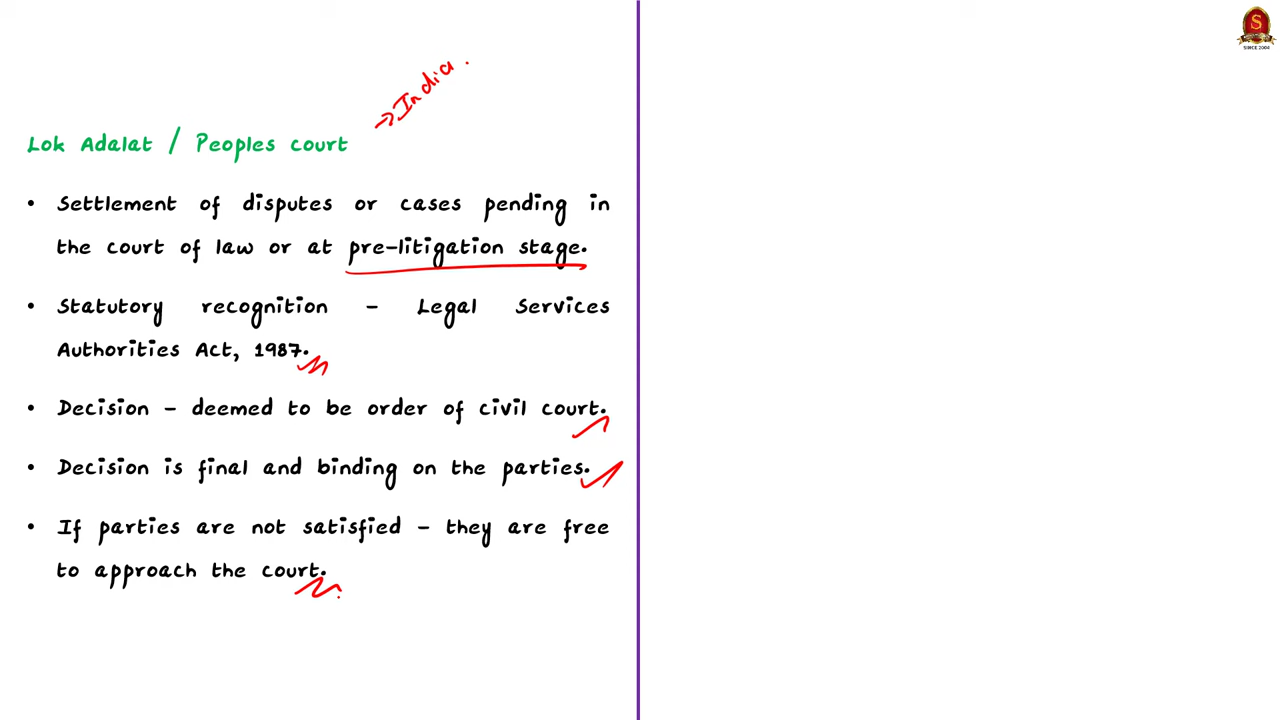 → India.
Lok Adalat / Peoples court
• Settlement of disputes or cases pending in
the court of law or at pre-litigation stage.
• Statutory recognition – Legal Services
Authorities Act, 1987.
• Decision – deemed to be order of civil court.
• Decision is final and binding on the parties.
• If parties are not satisfied – they are free
to approach the court.
S
SINCE 2004